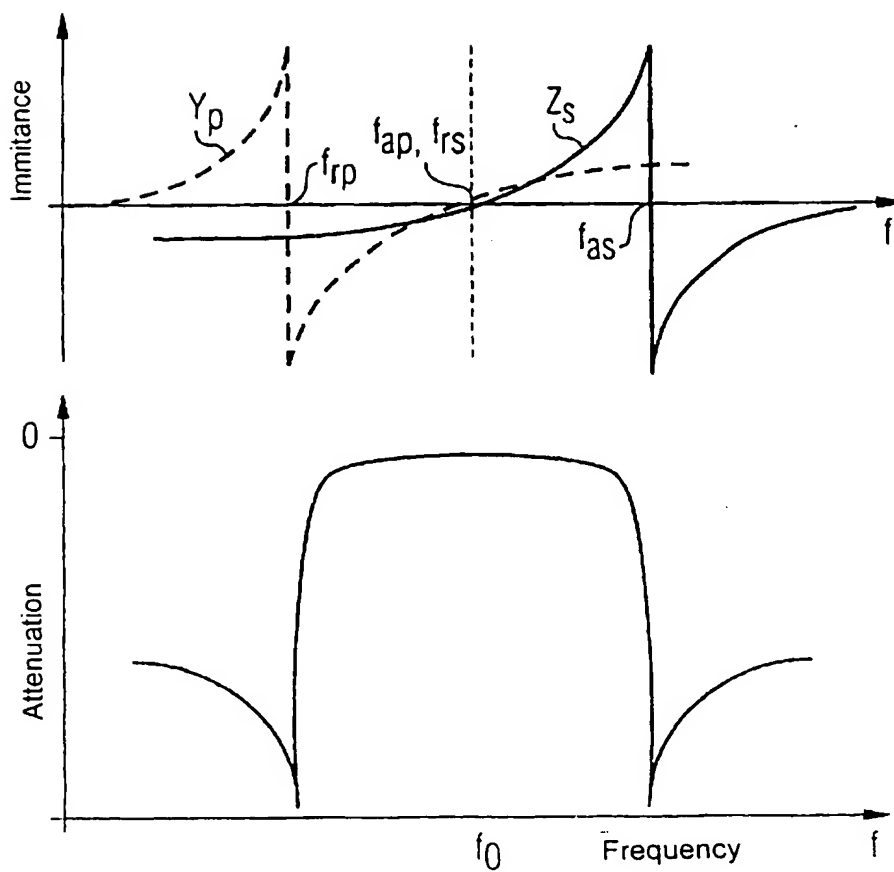 Immitance
Yp
frp
fap, frs
Zs
fas
f
0
Attenuation
f0
Frequency
f